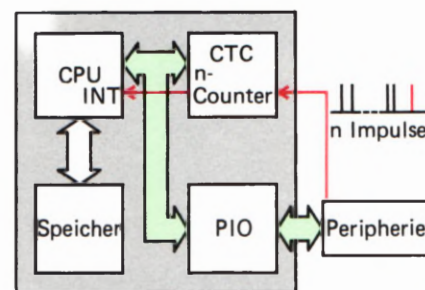 CPU
INT
CTC
n-
Counter
n Impulse
Speicher
PIO
Peripherie